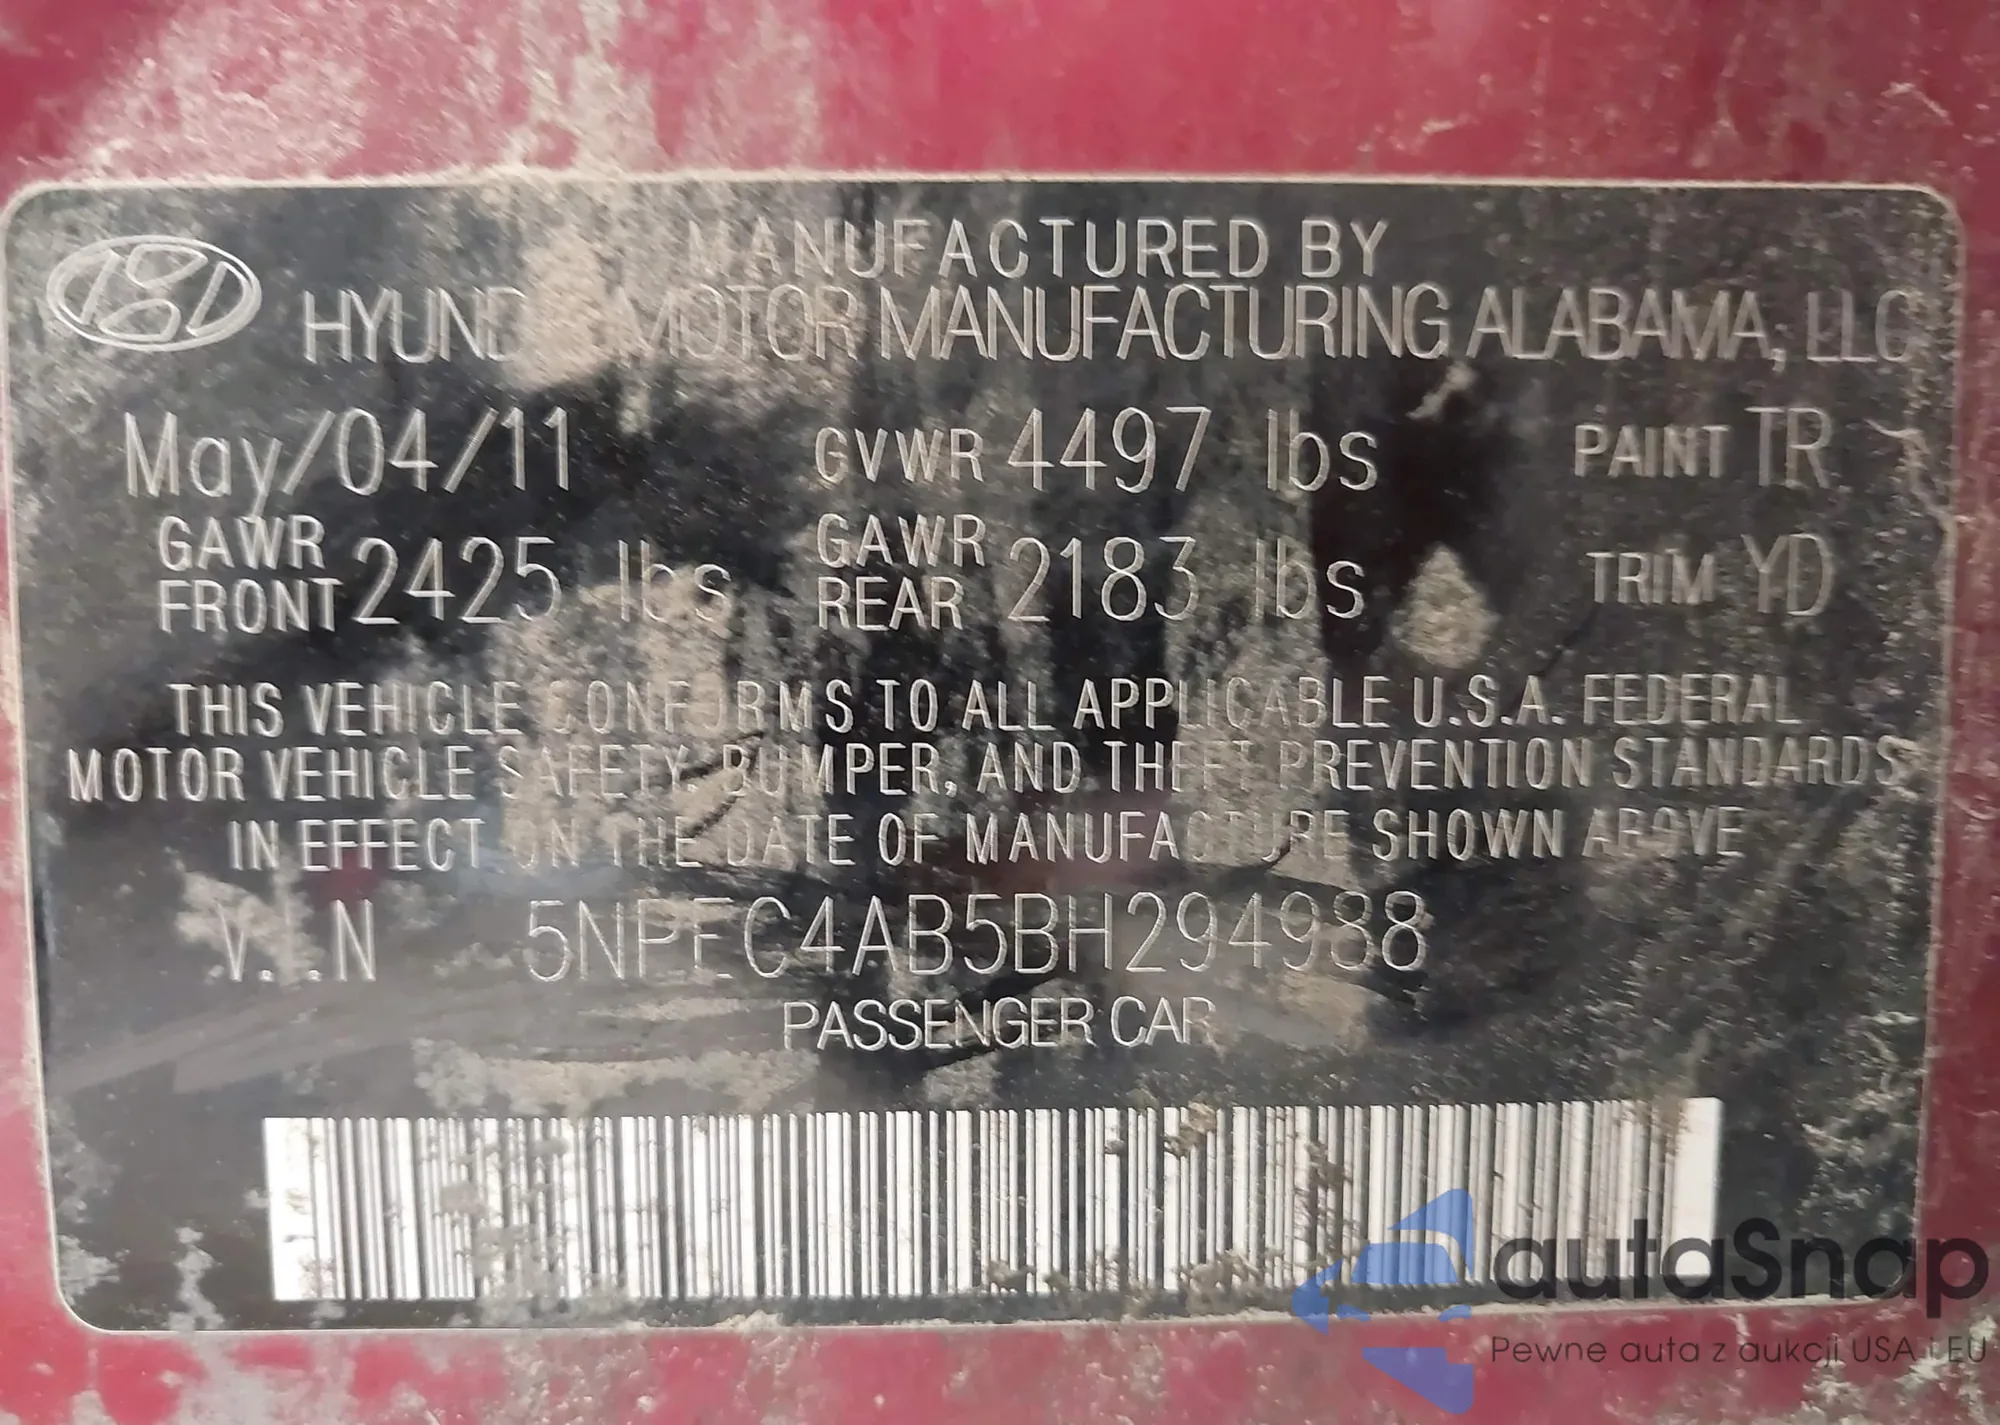 MANUFACTURED BY
HYUNDAI MOTOR MANUFACTURING ALABAMA, LLC
May/04/11 GVWR 4497 lbs PAINT TR
GAWR FRONT 2425 lbs GAWR REAR 2183 lbs TRIM YD
THIS VEHICLE CONFORMS TO ALL APPLICABLE U.S.A. FEDERAL
MOTOR VEHICLE SAFETY, BUMPER, AND THEFT PREVENTION STANDARDS
IN EFFECT ON THE DATE OF MANUFACTURE SHOWN ABOVE
V.I.N 5NPEC4AB5BH294988
PASSENGER CAR
autaSnap
Pewne auta z aukcji USA i EU